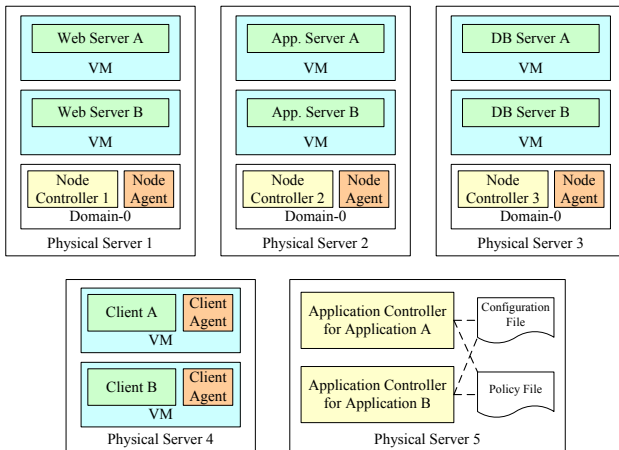 Web Server A
VM
Web Server B
VM
Node
Controller 1
Node
Agent
Domain-0
Physical Server 1
App. Server A
VM
App. Server B
VM
Node
Controller 2
Node
Agent
Domain-0
Physical Server 2
DB Server A
VM
DB Server B
VM
Node
Controller 3
Node
Agent
Domain-0
Physical Server 3
Client A
Client
Agent
VM
Client B
Client
Agent
VM
Physical Server 4
Application Controller
for Application A
Configuration
File
Application Controller
for Application B
Policy File
Physical Server 5